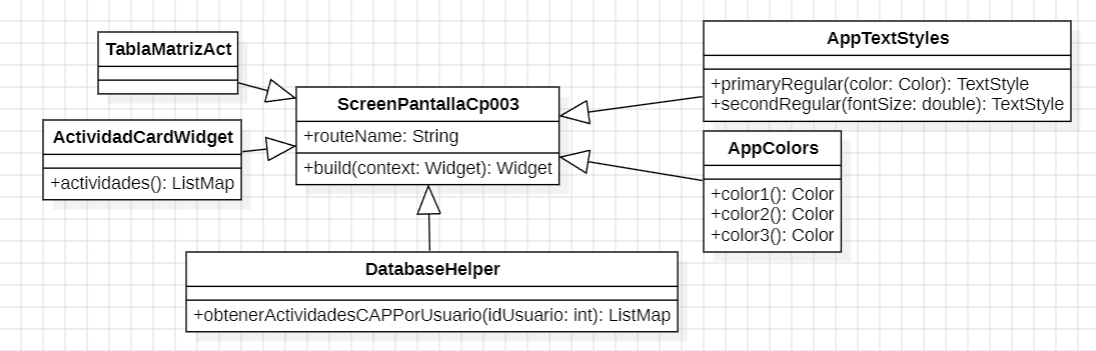 TablaMatrizAct
ActividadCardWidget
+actividades(): ListMap
ScreenPantallaCp003
+routeName: String
+build(context: Widget): Widget
AppTextStyles
+primaryRegular(color: Color): TextStyle
+secondRegular(fontSize: double): TextStyle
AppColors
+color1(): Color
+color2(): Color
+color3(): Color
DatabaseHelper
+obtenerActividadesCAPPorUsuario(idUsuario: int): ListMap